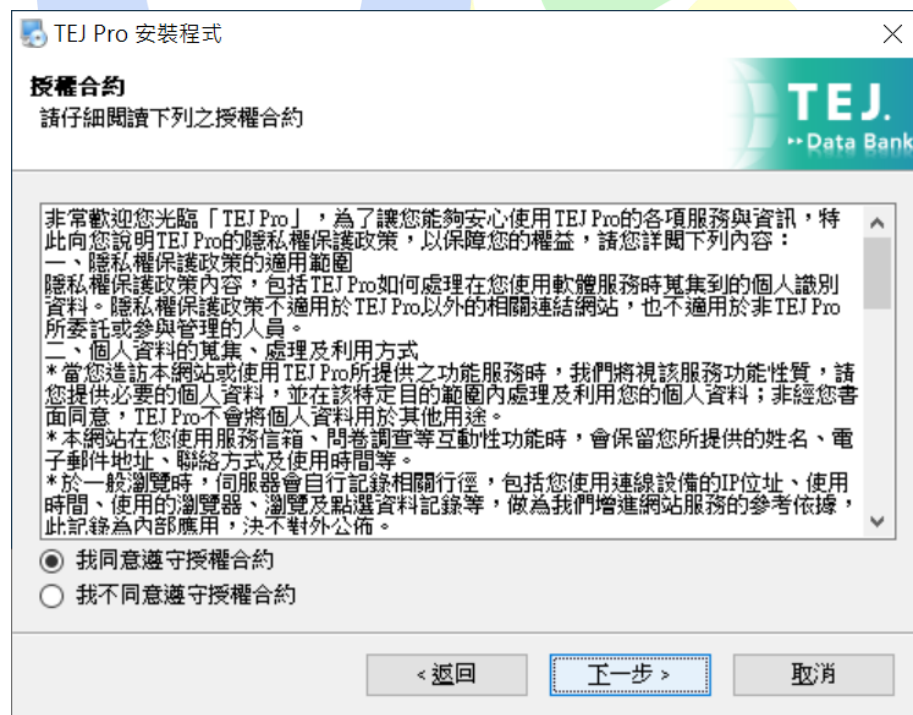 TEJ Pro 安裝程式
授權合約
請仔細閱讀下列之授權合約
TEJ.
Data Bank
非常歡迎您光臨「TEJ Pro」，為了讓您能夠安心使用TEJ Pro的各項服務與資訊，特
此向您說明TEJ Pro的隱私權保護政策，以保障您的權益，請您詳閱下列內容：
一、隱私權保護政策的適用範圍
隱私權保護政策內容，包括TEJ Pro如何處理在您使用軟體服務時蒐集到的個人識別
資料。隱私權保護政策不適用於TEJ Pro以外的相關連結網站，也不適用於非TEJ Pro
所委託或參與管理的人員。
二、個人資料的蒐集、處理及利用方式
*當您造訪本網站或使用TEJ Pro所提供之功能服務時，我們將視該服務功能性質，請
您提供必要的個人資料，並在該特定目的範圍內處理及利用您的個人資料；非經您書
面同意，TEJ Pro不會將個人資料用於其他用途。
*本網站在您使用服務信箱、問卷調查等互動性功能時，會保留您所提供的姓名、電
子郵件地址、聯絡方式及使用時間等。
*於一般瀏覽時，伺服器會自行記錄相關行徑，包括您使用連線設備的IP位址、使用
時間、使用的瀏覽器、瀏覽及點選資料記錄等，做為我們增進網站服務的參考依據，
此記錄為內部應用，決不對外公佈。
我同意遵守授權合約
我不同意遵守授權合約
<返回
下一步>
取消